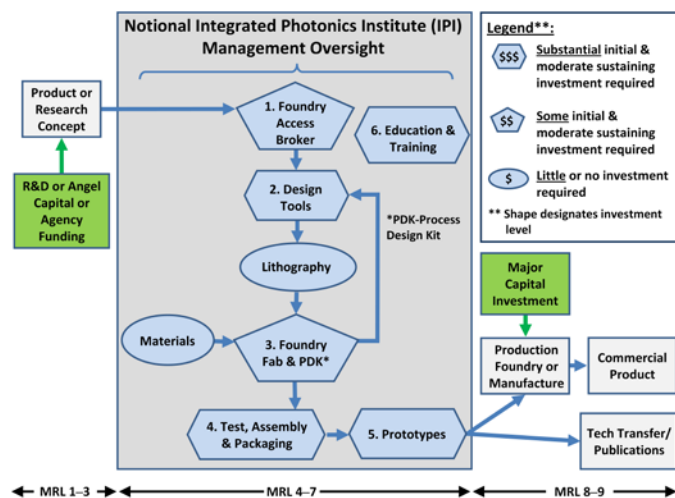 Notional Integrated Photonics Institute (IPI)
Management Oversight
Product or
Research
Concept
R&D or Angel
Capital or
Agency
Funding
1. Foundry
Access
Broker
6. Education &
Training
2. Design
Tools
*PDK-Process
Design Kit
Lithography
Materials
3. Foundry
Fab & PDK*
4. Test, Assembly
& Packaging
5. Prototypes
Legend**:
$$$
Substantial initial &
moderate sustaining
investment required
$$
Some initial &
moderate sustaining
investment required
$
Little or no investment
required
** Shape designates investment
level
Major
Capital
Investment
Production
Foundry or
Manufacture
Commercial
Product
Tech Transfer/
Publications
MRL 1–3
MRL 4–7
MRL 8–9